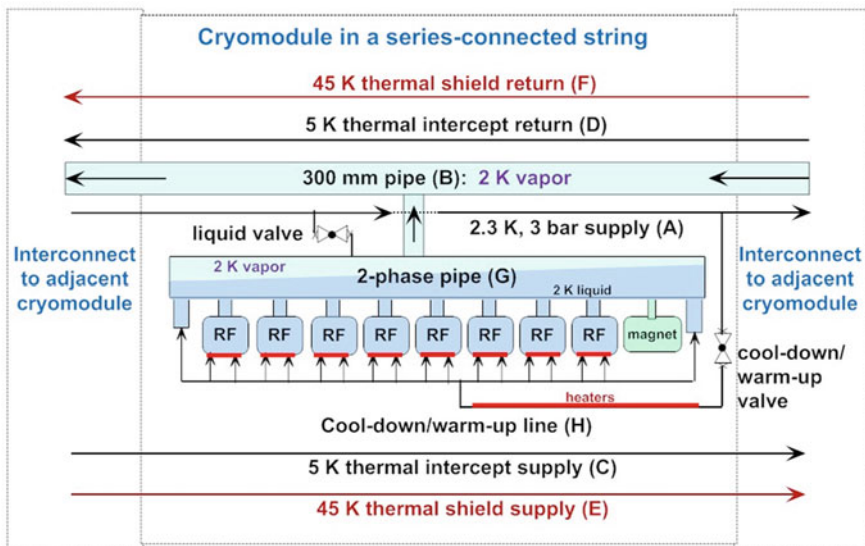 Cryomodule in a series-connected string
45 K thermal shield return (F)
5 K thermal intercept return (D)
300 mm pipe (B): 2 K vapor
liquid valve
2.3 K, 3 bar supply (A)
Interconnect
to adjacent
cryomodule
Interconnect
to adjacent
cryomodule
2 K vapor
2-phase pipe (G)
2 K liquid
RF RF RF RF RF RF RF RF magnet
cool-down/
warm-up
valve
heaters
Cool-down/warm-up line (H)
5 K thermal intercept supply (C)
45 K thermal shield supply (E)